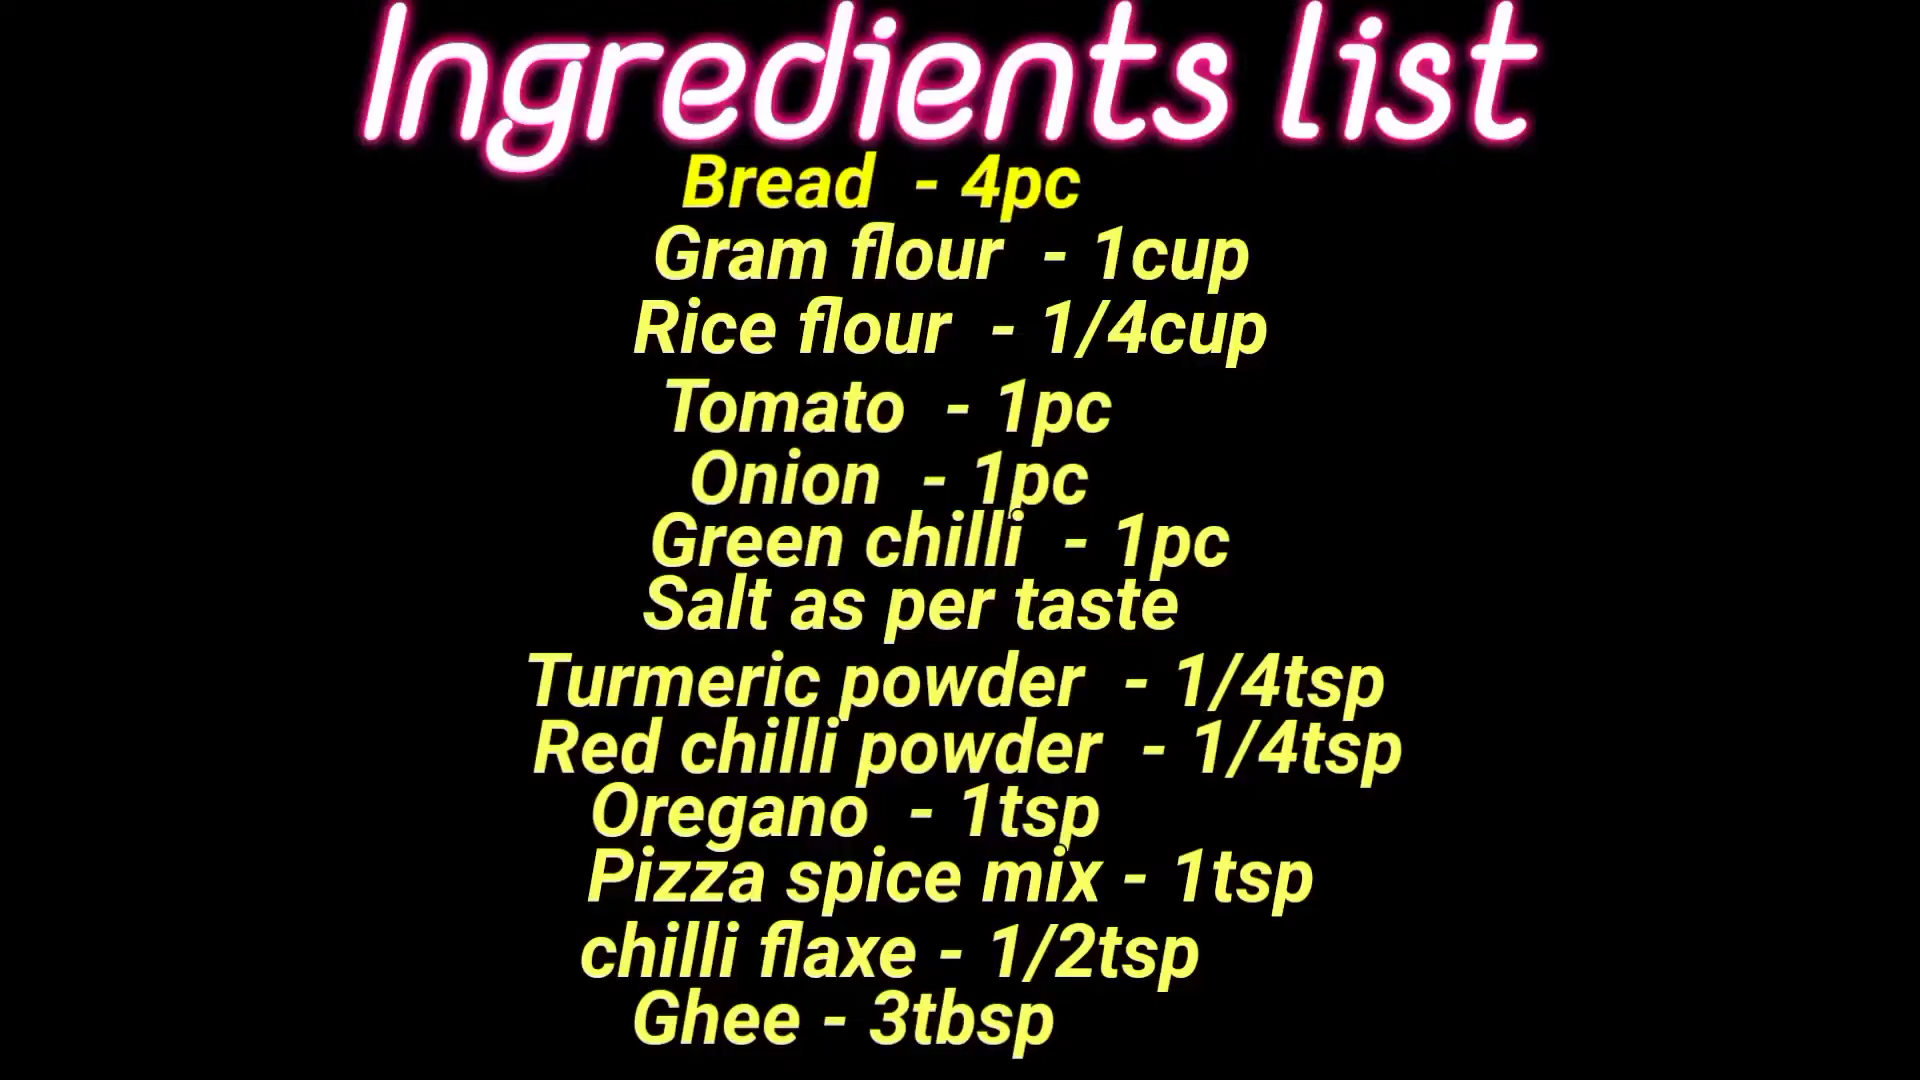 Ingredients list
Bread - 4pc
Gram flour - 1cup
Rice flour - 1/4cup
Tomato - 1pc
Onion - 1pc
Green chilli - 1pc
Salt as per taste
Turmeric powder - 1/4tsp
Red chilli powder - 1/4tsp
Oregano - 1tsp
Pizza spice mix - 1tsp
chilli flaxe - 1/2tsp
Ghee - 3tbsp